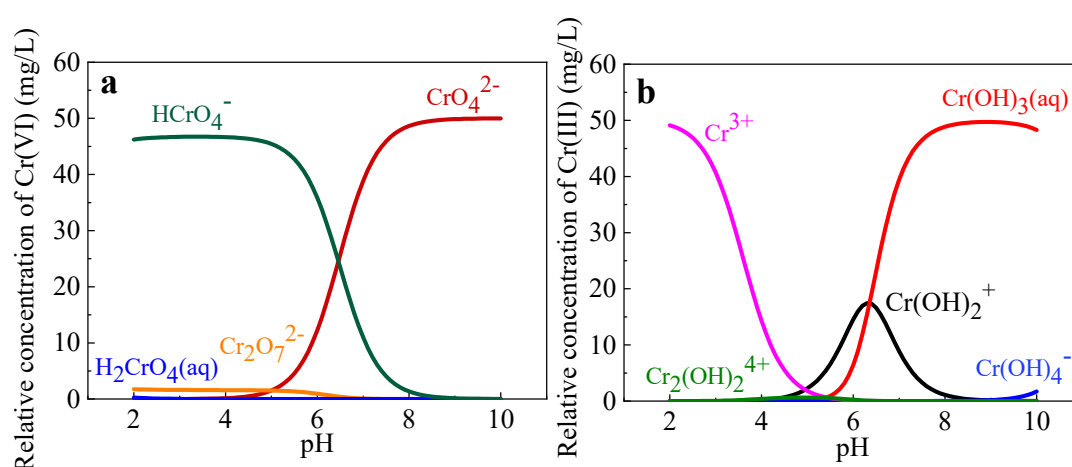 a
Relative concentration of Cr(VI) (mg/L)
60
50
40
30
20
10
0
HCrO₄⁻
CrO₄²⁻
Cr₂O₇²⁻
H₂CrO₄(aq)
2 4 6 8 10
pH
b
Relative concentration of Cr(III) (mg/L)
60
50
40
30
20
10
0
Cr³⁺
Cr(OH)₃(aq)
Cr(OH)₂⁺
Cr₂(OH)₂⁴⁺
Cr(OH)₄⁻
2 4 6 8 10
pH